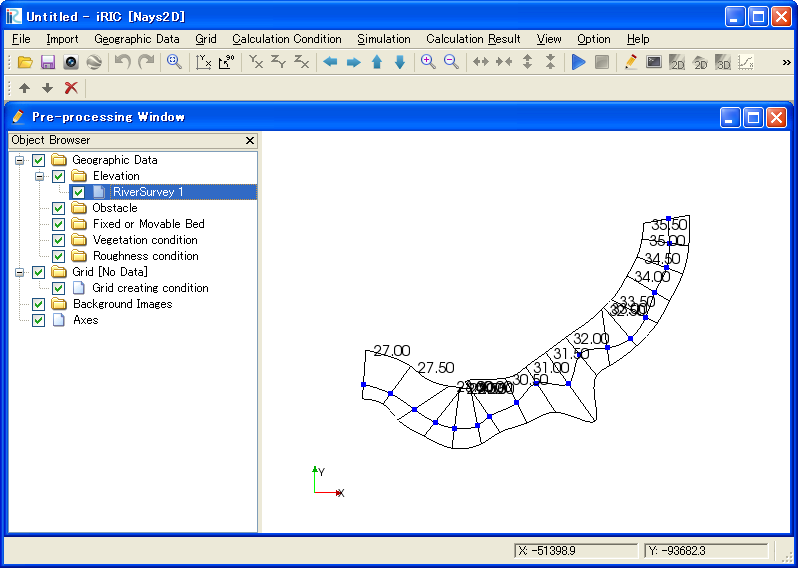 iRIC Untitled - iRIC [Nays2D]
File Import Geographic Data Grid Calculation Condition Simulation Calculation Result View Option Help
Pre-processing Window
Object Browser
Geographic Data
Elevation
RiverSurvey 1
Obstacle
Fixed or Movable Bed
Vegetation condition
Roughness condition
Grid [No Data]
Grid creating condition
Background Images
Axes
35.50
35.00
34.50
34.00
33.50
32.50
32.00
31.50
31.00
30.50
27.00
27.50
Y
X
X: -51398.9 Y: -93682.3